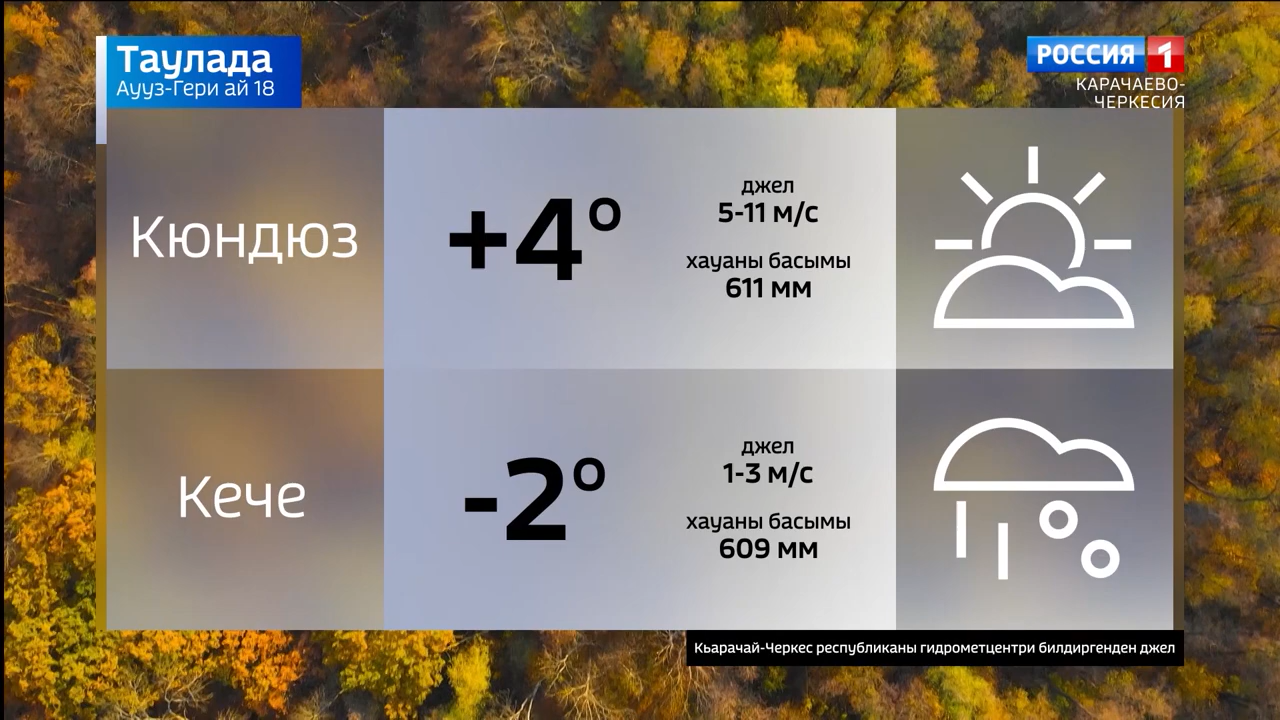 Таулада
Аууз-Гери ай 18
РОССИЯ 1
КАРАЧАЕВО-
ЧЕРКЕСИЯ
Кюндюз
+4°
джел
5-11 м/с
хауаны басымы
611 мм
Кече
-2°
джел
1-3 м/с
хауаны басымы
609 мм
Кьарачай-Черкес республиканы гидрометцентри билдиргенден джел